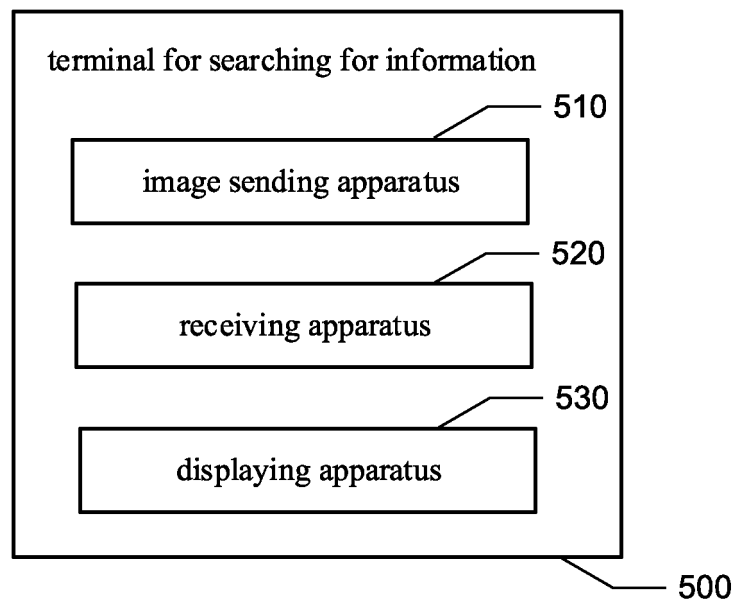 terminal for searching for information
510
image sending apparatus
520
receiving apparatus
530
displaying apparatus
500